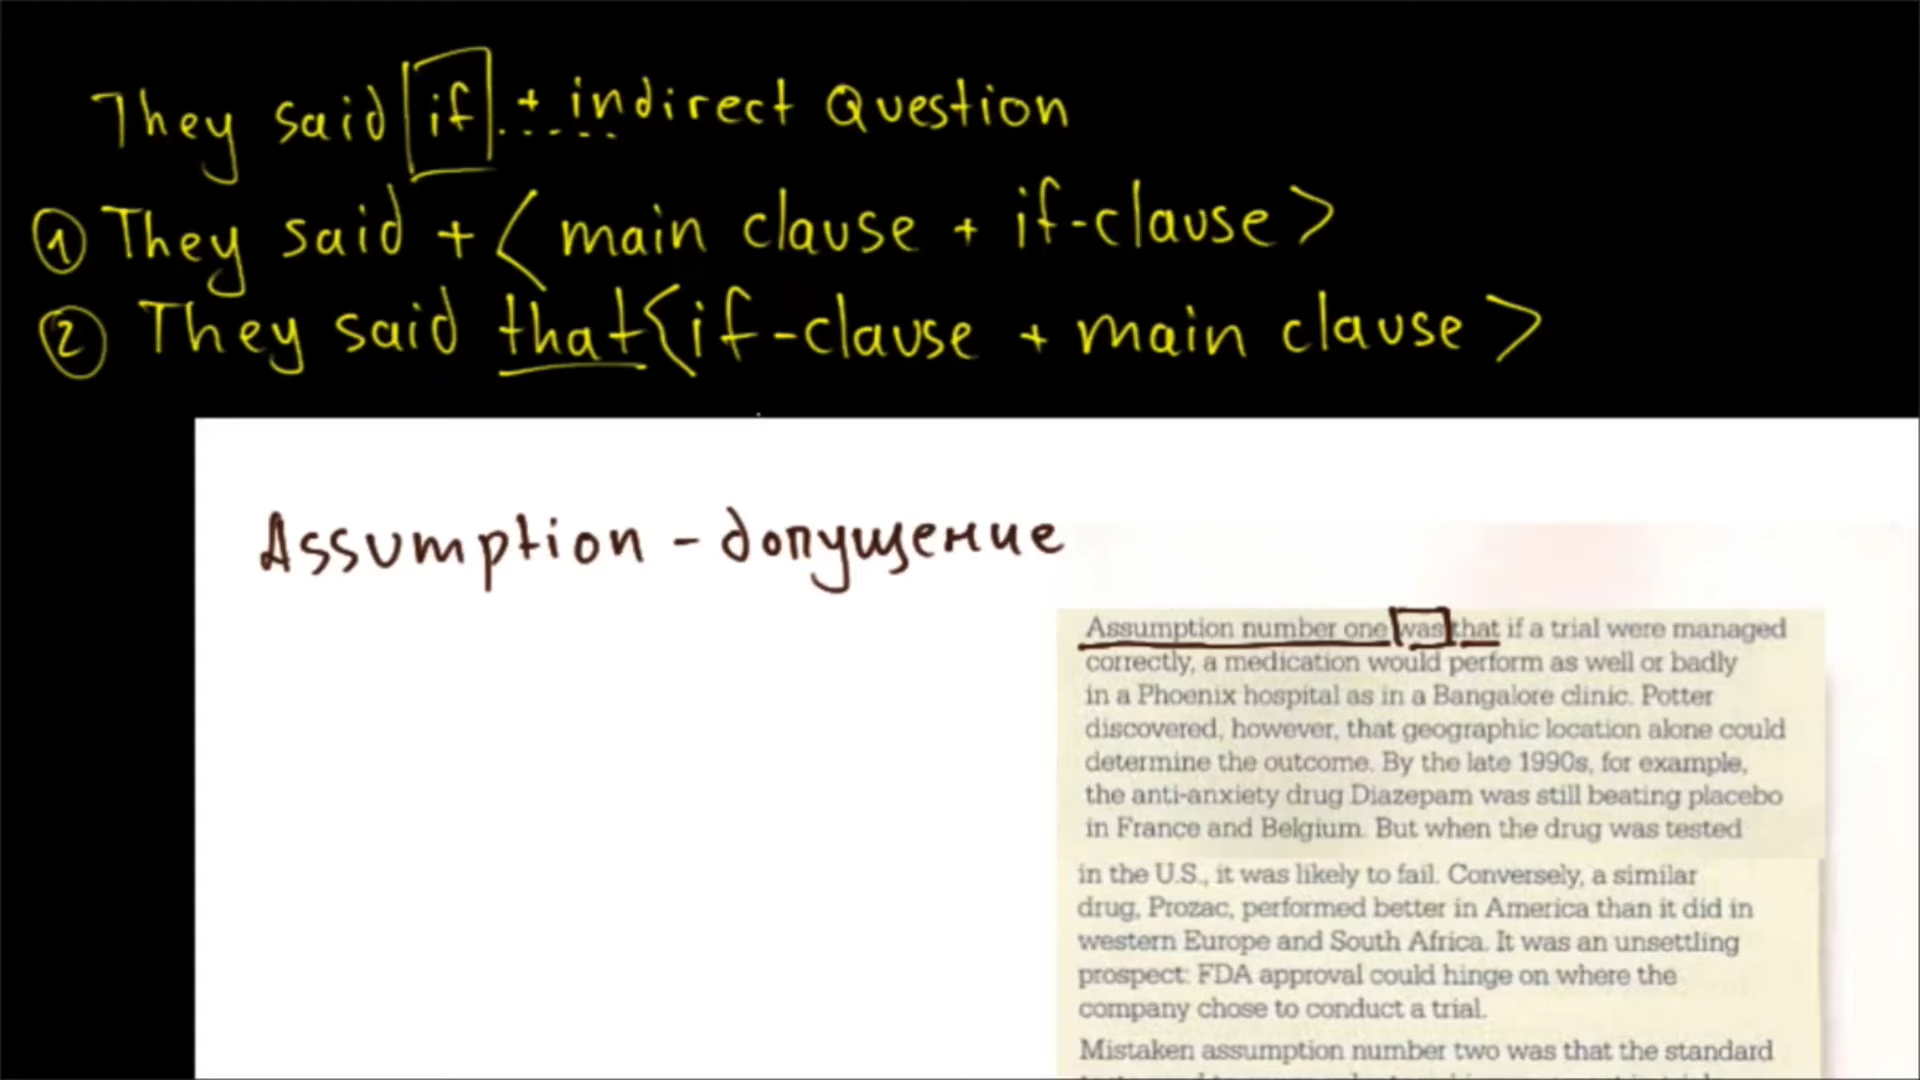 They said if ..... + indirect Question
① They said + < main clause + if-clause >
② They said that < if-clause + main clause >
Assumption - допущение
Assumption number one was that if a trial were managed
correctly, a medication would perform as well or badly
in a Phoenix hospital as in a Bangalore clinic. Potter
discovered, however, that geographic location alone could
determine the outcome. By the late 1990s, for example,
the anti-anxiety drug Diazepam was still beating placebo
in France and Belgium. But when the drug was tested
in the U.S., it was likely to fail. Conversely, a similar
drug, Prozac, performed better in America than it did in
western Europe and South Africa. It was an unsettling
prospect: FDA approval could hinge on where the
company chose to conduct a trial.
Mistaken assumption number two was that the standard